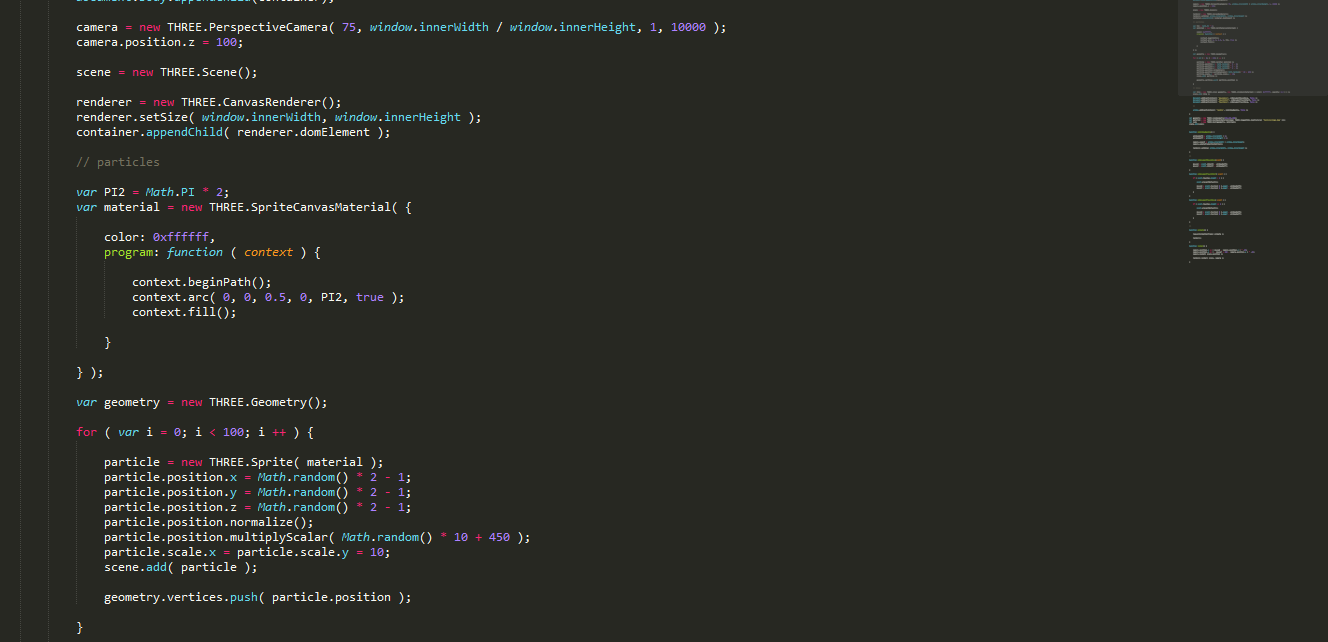 camera = new THREE.PerspectiveCamera( 75, window.innerWidth / window.innerHeight, 1, 10000 );
camera.position.z = 100;
scene = new THREE.Scene();
renderer = new THREE.CanvasRenderer();
renderer.setSize( window.innerWidth, window.innerHeight );
container.appendChild( renderer.domElement );
// particles
var PI2 = Math.PI * 2;
var material = new THREE.SpriteCanvasMaterial( {
color: 0xffffff,
program: function ( context ) {
context.beginPath();
context.arc( 0, 0, 0.5, 0, PI2, true );
context.fill();
}
} );
var geometry = new THREE.Geometry();
for ( var i = 0; i < 100; i ++ ) {
particle = new THREE.Sprite( material );
particle.position.x = Math.random() * 2 - 1;
particle.position.y = Math.random() * 2 - 1;
particle.position.z = Math.random() * 2 - 1;
particle.position.normalize();
particle.position.multiplyScalar( Math.random() * 10 + 450 );
particle.scale.x = particle.scale.y = 10;
scene.add( particle );
geometry.vertices.push( particle.position );
}